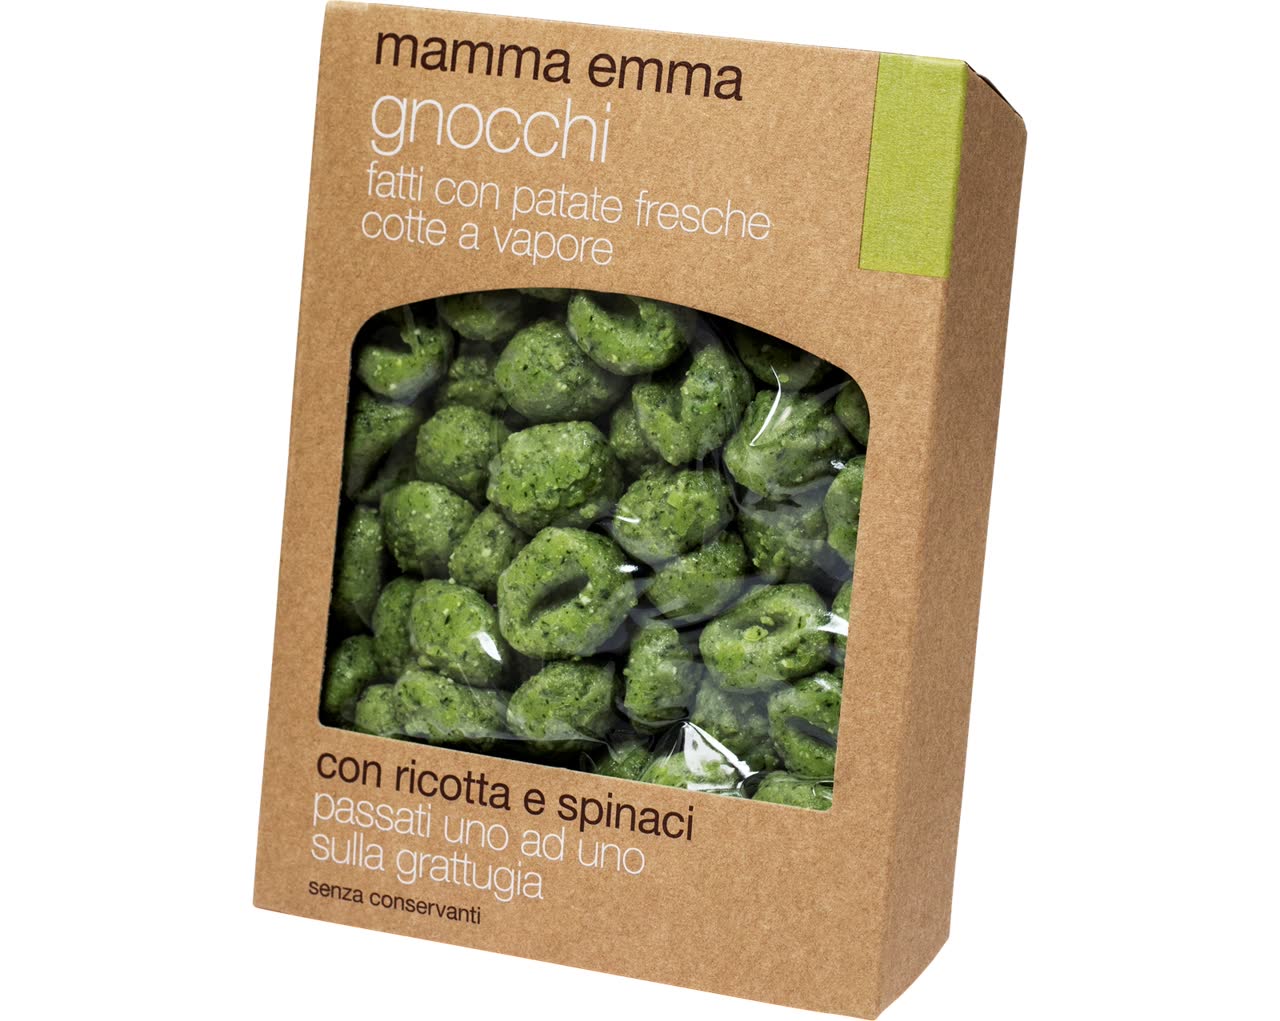 mamma emma
gnocchi
fatti con patate fresche
cotte a vapore
con ricotta e spinaci
passati uno ad uno
sulla grattugia
senza conservanti